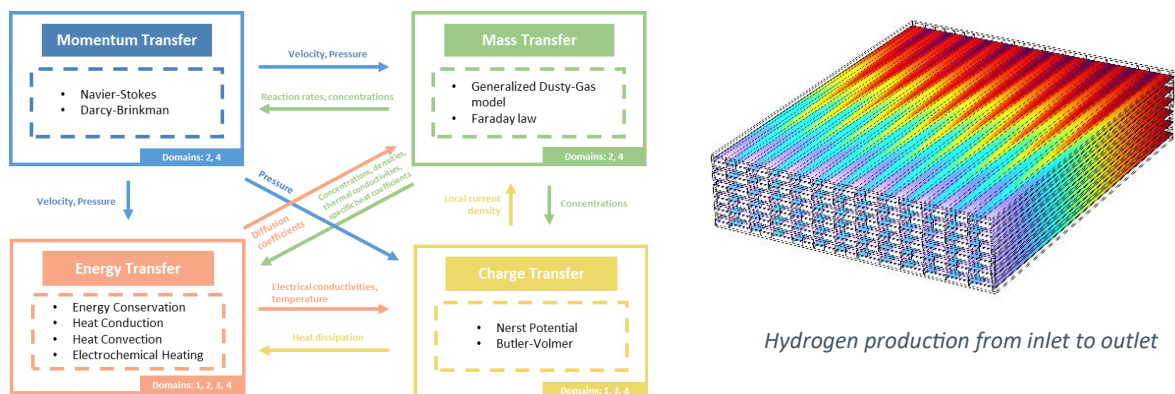 Momentum Transfer
Navier-Stokes
Darcy-Brinkman
Domains: 2, 4
Velocity, Pressure
Reaction rates, concentrations
Mass Transfer
Generalized Dusty-Gas
model
Faraday law
Domains: 2, 4
Velocity, Pressure
Pressure
Diffusion
coefficients
Concentrations, densities,
thermal conductivities,
specific heat coefficients
Local current
density
Concentrations
Energy Transfer
Energy Conservation
Heat Conduction
Heat Convection
Electrochemical Heating
Domains: 1, 2, 3, 4
Electrical conductivities,
temperature
Heat dissipation
Charge Transfer
Nerst Potential
Butler-Volmer
Domains: 1, 3, 4
Hydrogen production from inlet to outlet